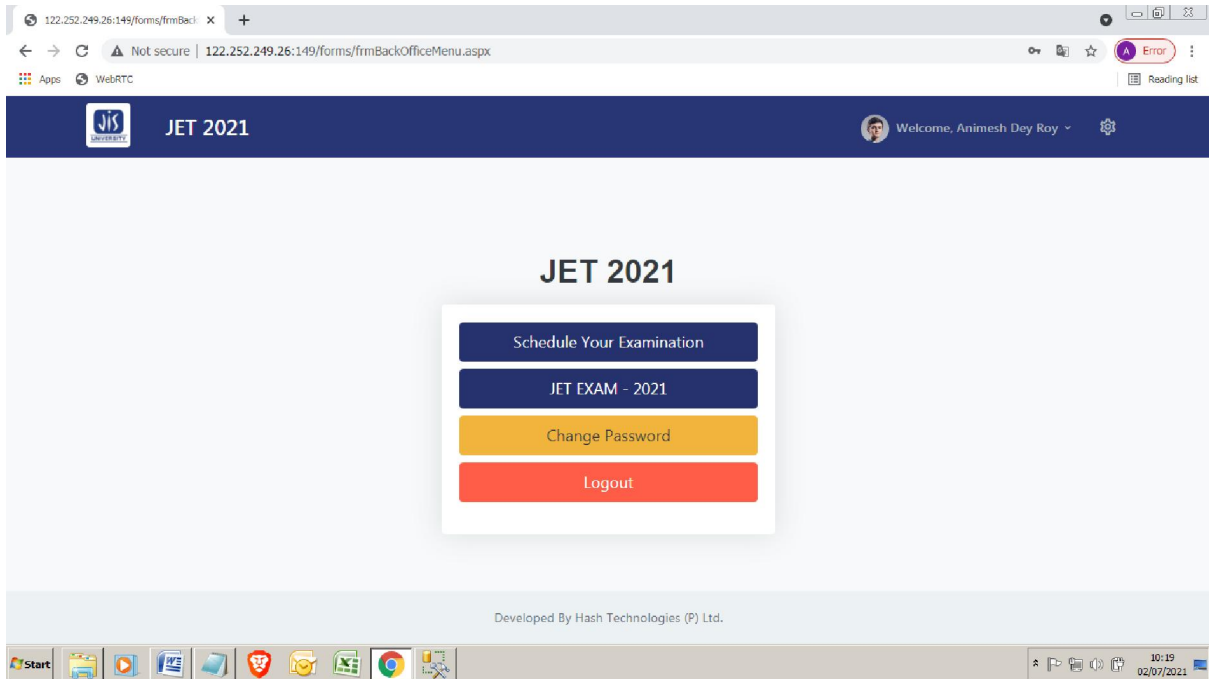 122.252.249.26:149/forms/frmBack
Not secure | 122.252.249.26:149/forms/frmBackOfficeMenu.aspx
A Error
Apps WebRTC
Reading list
JIS
UNIVERSITY
JET 2021
Welcome, Animesh Dey Roy
JET 2021
Schedule Your Examination
JET EXAM - 2021
Change Password
Logout
Developed By Hash Technologies (P) Ltd.
Start
10:19
02/07/2021